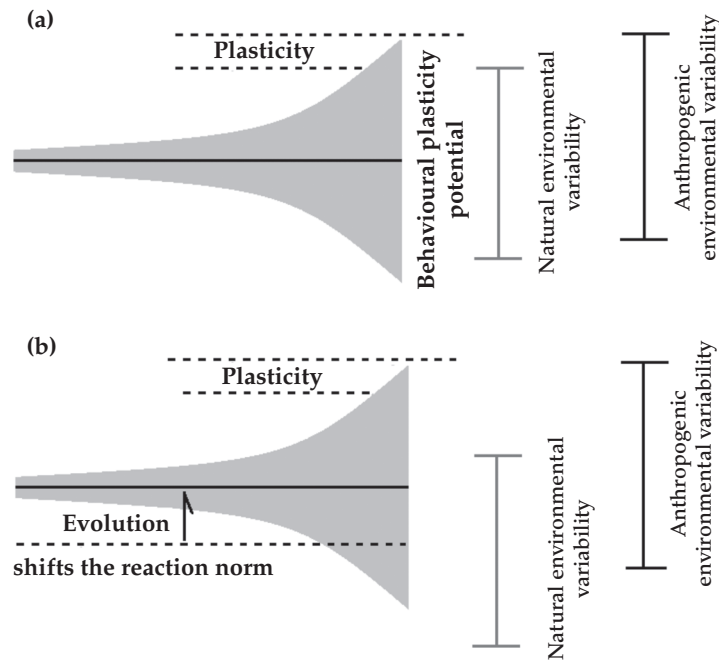 (a)
Plasticity
Behavioural plasticity
potential
Natural environmental
variability
Anthropogenic
environmental variability
(b)
Plasticity
Evolution
shifts the reaction norm
Natural environmental
variability
Anthropogenic
environmental variability